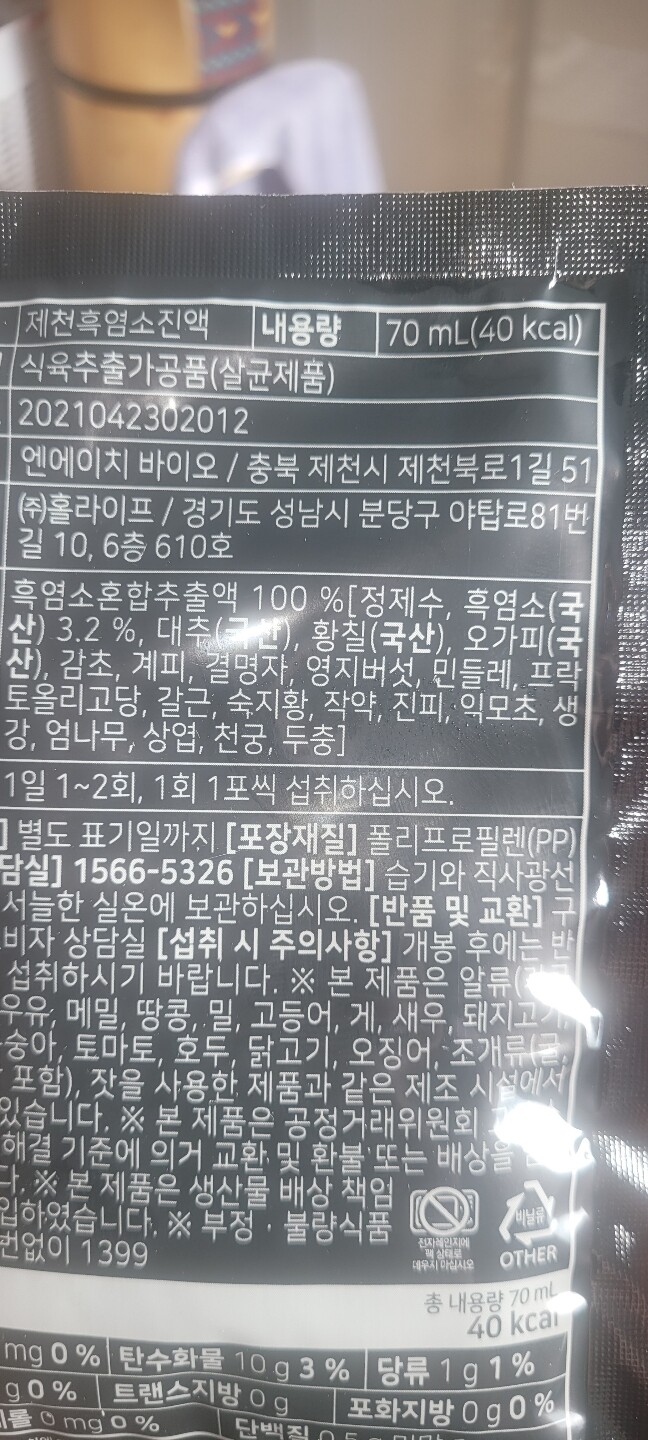 제천흑염소진액 내용량 70 mL(40 kcal)
식육추출가공품(살균제품)
2021042302012
엔에이치 바이오 / 충북 제천시 제천북로1길 51
㈜홀라이프 / 경기도 성남시 분당구 야탑로81번
길 10, 6층 610호
흑염소혼합추출액 100 %[정제수, 흑염소(국
산) 3.2 %, 대추(국산), 황칠(국산), 오가피(국
산), 감초, 계피, 결명자, 영지버섯, 민들레, 프락
토올리고당, 갈근, 숙지황, 작약, 진피, 익모초, 생
강, 엄나무, 상엽, 천궁, 두충]
1일 1~2회, 1회 1포씩 섭취하십시오.
] 별도 표기일까지 [포장재질] 폴리프로필렌(PP)
담실] 1566-5326 [보관방법] 습기와 직사광선
서늘한 실온에 보관하십시오. [반품 및 교환] 구
비자 상담실 [섭취 시 주의사항] 개봉 후에는 반
섭취하시기 바랍니다. ※ 본 제품은 알류(
우유, 메밀, 땅콩, 밀, 고등어, 게, 새우, 돼지고기,
숭아, 토마토, 호두, 닭고기, 오징어, 조개류(굴,
포함), 잣을 사용한 제품과 같은 제조 시설에서
있습니다. ※ 본 제품은 공정거래위원회
해결 기준에 의거 교환 및 환불 또는 배상을
다. ※ 본 제품은 생산물 배상 책임
입하였습니다. ※ 부정 · 불량식품
번없이 1399
전자레인지에
팩 상태로
데우지 마십시오
비닐류
OTHER
총 내용량 70 mL
40 kcal
mg 0 % 탄수화물 10 g 3 % 당류 1 g 1 %
g 0 % 트랜스지방 0 g 포화지방 0 g 0 %
0 mg 0 % 단백질